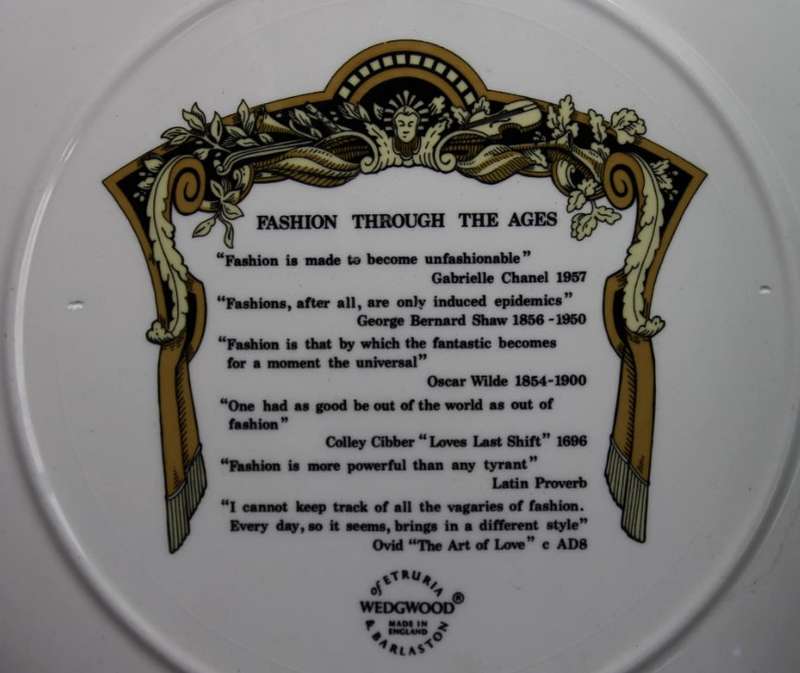 FASHION THROUGH THE AGES
"Fashion is made to become unfashionable"
Gabrielle Chanel 1957
"Fashions, after all, are only induced epidemics"
George Bernard Shaw 1856 - 1950
"Fashion is that by which the fantastic becomes
for a moment the universal"
Oscar Wilde 1854-1900
"One had as good be out of the world as out of
fashion"
Colley Cibber "Loves Last Shift" 1696
"Fashion is more powerful than any tyrant"
Latin Proverb
"I cannot keep track of all the vagaries of fashion.
Every day, so it seems, brings in a different style"
Ovid "The Art of Love" c AD8
of ETRURIA
WEDGWOOD®
MADE IN
ENGLAND
& BARLASTON